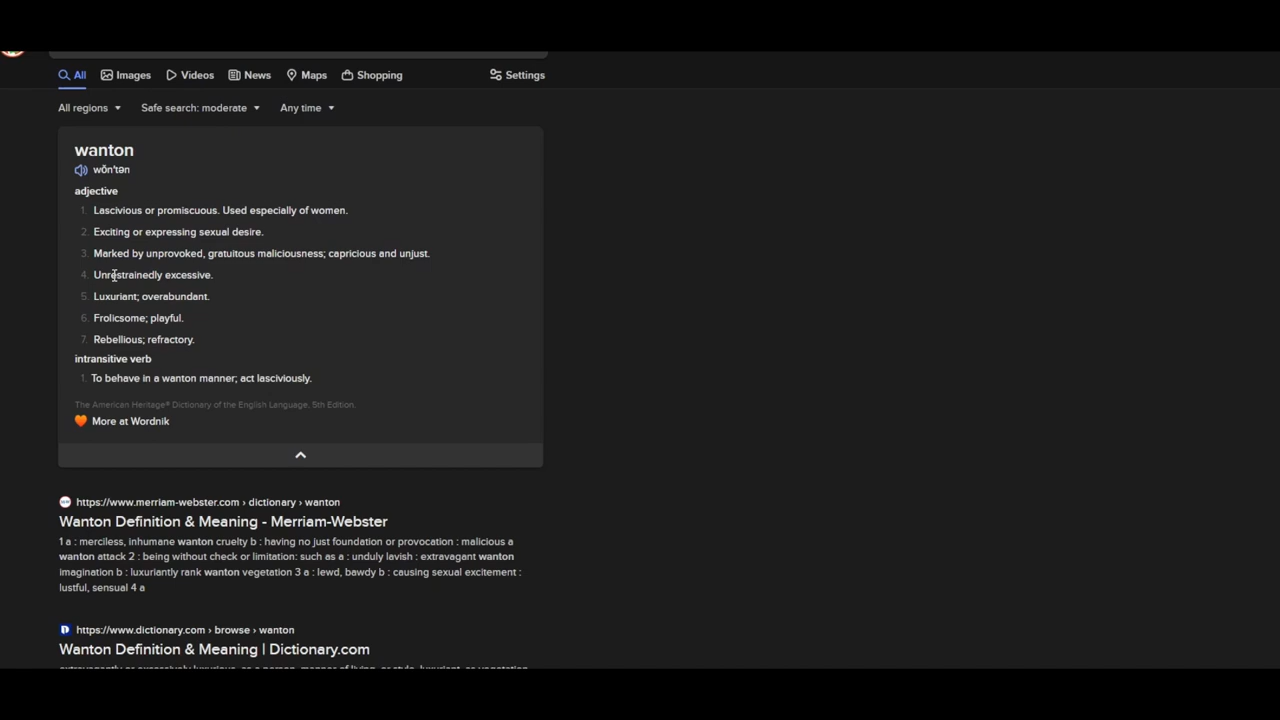 All Images Videos News Maps Shopping Settings
All regions Safe search: moderate Any time
wanton
wŏn'tən
adjective
1. Lascivious or promiscuous. Used especially of women.
2. Exciting or expressing sexual desire.
3. Marked by unprovoked, gratuitous maliciousness; capricious and unjust.
4. Unrestrainedly excessive.
5. Luxuriant; overabundant.
6. Frolicsome; playful.
7. Rebellious; refractory.
intransitive verb
1. To behave in a wanton manner; act lasciviously.
The American Heritage® Dictionary of the English Language, 5th Edition.
More at Wordnik
https://www.merriam-webster.com › dictionary › wanton
Wanton Definition & Meaning - Merriam-Webster
1 a : merciless, inhumane wanton cruelty b : having no just foundation or provocation : malicious a
wanton attack 2 : being without check or limitation: such as a : unduly lavish : extravagant wanton
imagination b : luxuriantly rank wanton vegetation 3 a : lewd, bawdy b : causing sexual excitement :
lustful, sensual 4 a
https://www.dictionary.com › browse › wanton
Wanton Definition & Meaning | Dictionary.com